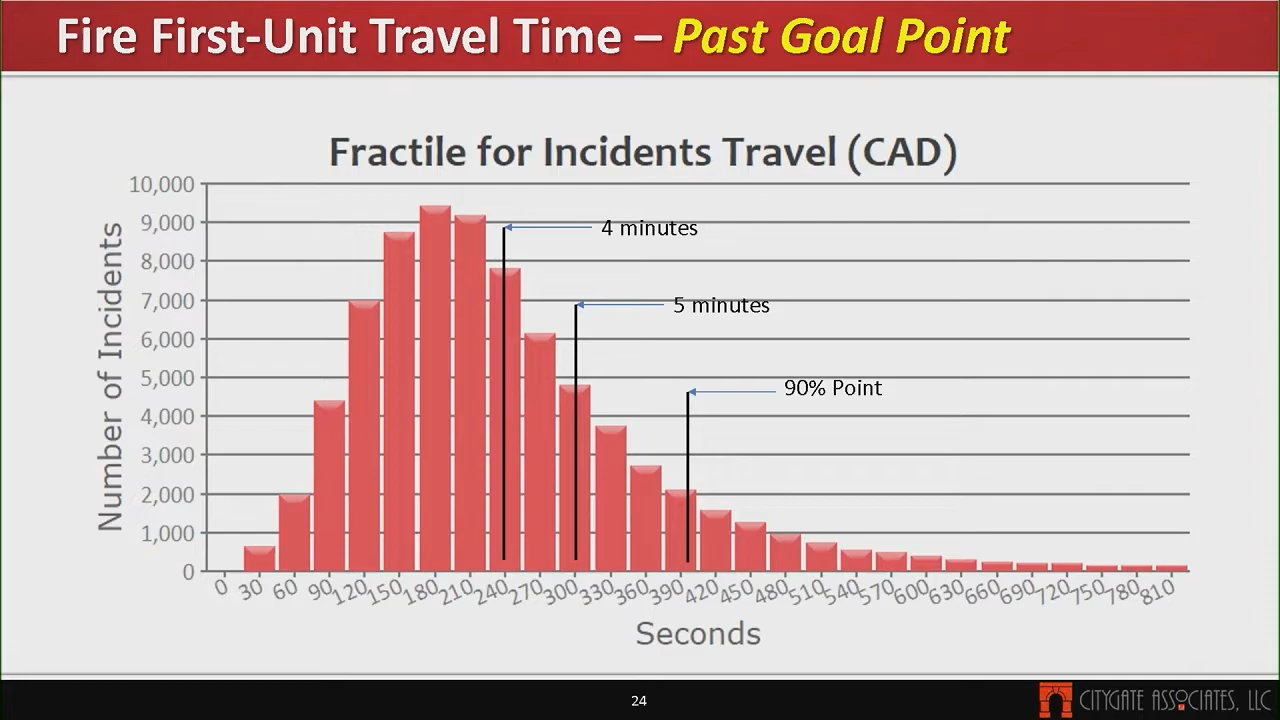 Fire First-Unit Travel Time – Past Goal Point
Fractile for Incidents Travel (CAD)
Number of Incidents
10,000
9,000
8,000
7,000
6,000
5,000
4,000
3,000
2,000
1,000
0
4 minutes
5 minutes
90% Point
0 30 60 90 120 150 180 210 240 270 300 330 360 390 420 450 480 510 540 570 600 630 660 690 720 750 780 810
Seconds
24
CITYGATE ASSOCIATES, LLC